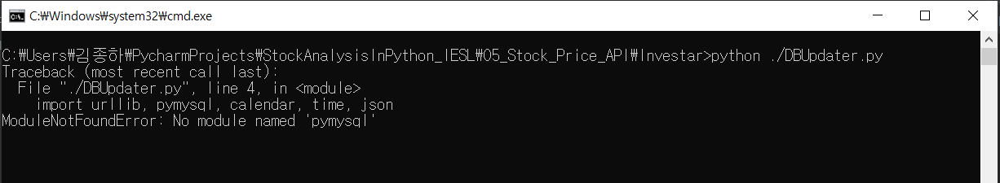 C:₩Windows₩system32₩cmd.exe
C:₩Users₩김종하₩PycharmProjects₩StockAnalysisInPython_IESL₩05_Stock_Price_API₩Investar>python ./DBUpdater.py
Traceback (most recent call last):
  File "./DBUpdater.py", line 4, in <module>
    import urllib, pymysql, calendar, time, json
ModuleNotFoundError: No module named 'pymysql'